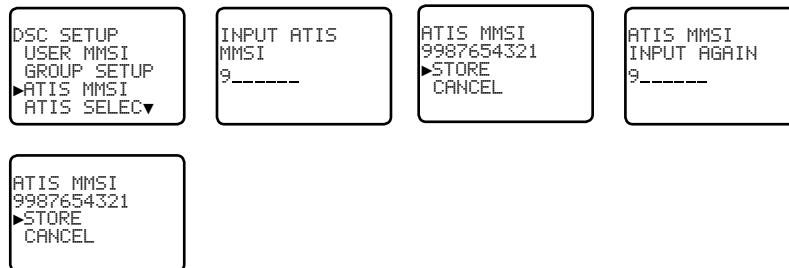 DSC SETUP
USER MMSI
GROUP SETUP
►ATIS MMSI
ATIS SELEC▼
INPUT ATIS
MMSI
9______
ATIS MMSI
9987654321
►STORE
CANCEL
ATIS MMSI
INPUT AGAIN
9______
ATIS MMSI
9987654321
►STORE
CANCEL